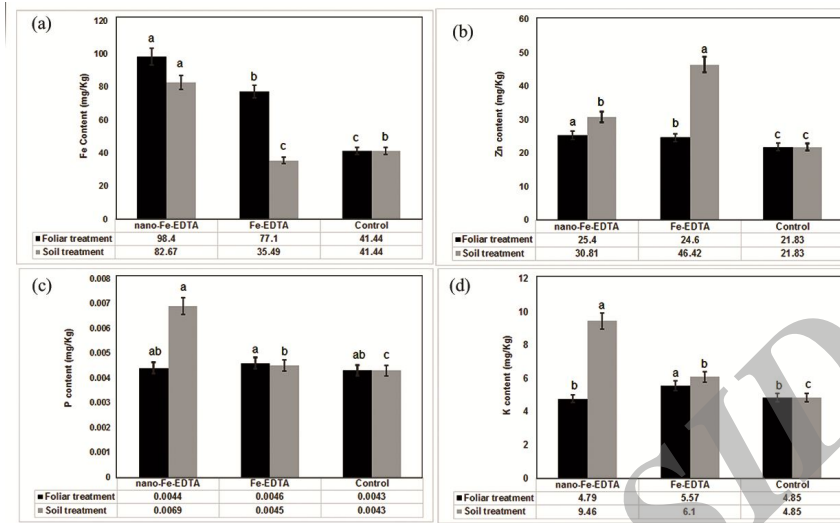 (a)
Fe Content (mg/Kg)
120
100
80
60
40
20
0
a
a
b
c
c
b
nano-Fe-EDTA Fe-EDTA Control
Foliar treatment 98.4 77.1 41.44
Soil treatment 82.67 35.49 41.44
(b)
Zn content (mg/Kg)
60
50
40
30
20
10
0
a
b
b
a
c
c
nano-Fe-EDTA Fe-EDTA Control
Foliar treatment 25.4 24.6 21.83
Soil treatment 30.81 46.42 21.83
(c)
P content (mg/Kg)
0.008
0.007
0.006
0.005
0.004
0.003
0.002
0.001
0
ab
a
a
b
ab
c
nano-Fe-EDTA Fe-EDTA Control
Foliar treatment 0.0044 0.0046 0.0043
Soil treatment 0.0069 0.0045 0.0043
(d)
K content (mg/Kg)
12
10
8
6
4
2
0
b
a
a
b
b
c
nano-Fe-EDTA Fe-EDTA Control
Foliar treatment 4.79 5.57 4.85
Soil treatment 9.46 6.1 4.85
SID